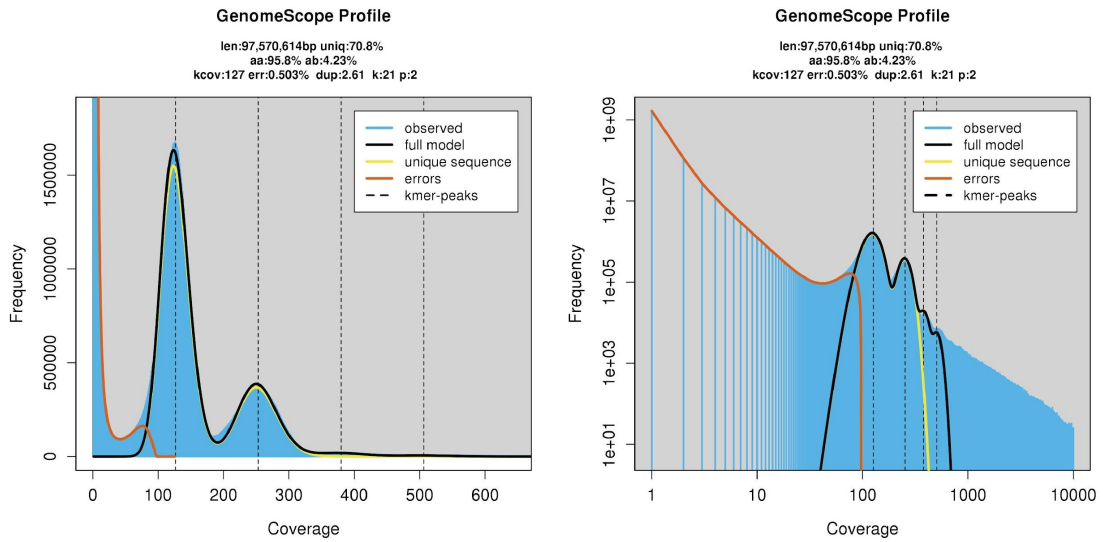 GenomeScope Profile
len:97,570,614bp uniq:70.8%
aa:95.8% ab:4.23%
kcov:127 err:0.503% dup:2.61 k:21 p:2
observed
full model
unique sequence
errors
kmer-peaks
Frequency
1500000
1000000
500000
0
0 100 200 300 400 500 600
Coverage
GenomeScope Profile
len:97,570,614bp uniq:70.8%
aa:95.8% ab:4.23%
kcov:127 err:0.503% dup:2.61 k:21 p:2
observed
full model
unique sequence
errors
kmer-peaks
Frequency
1e+09
1e+07
1e+05
1e+03
1e+01
1 10 100 1000 10000
Coverage